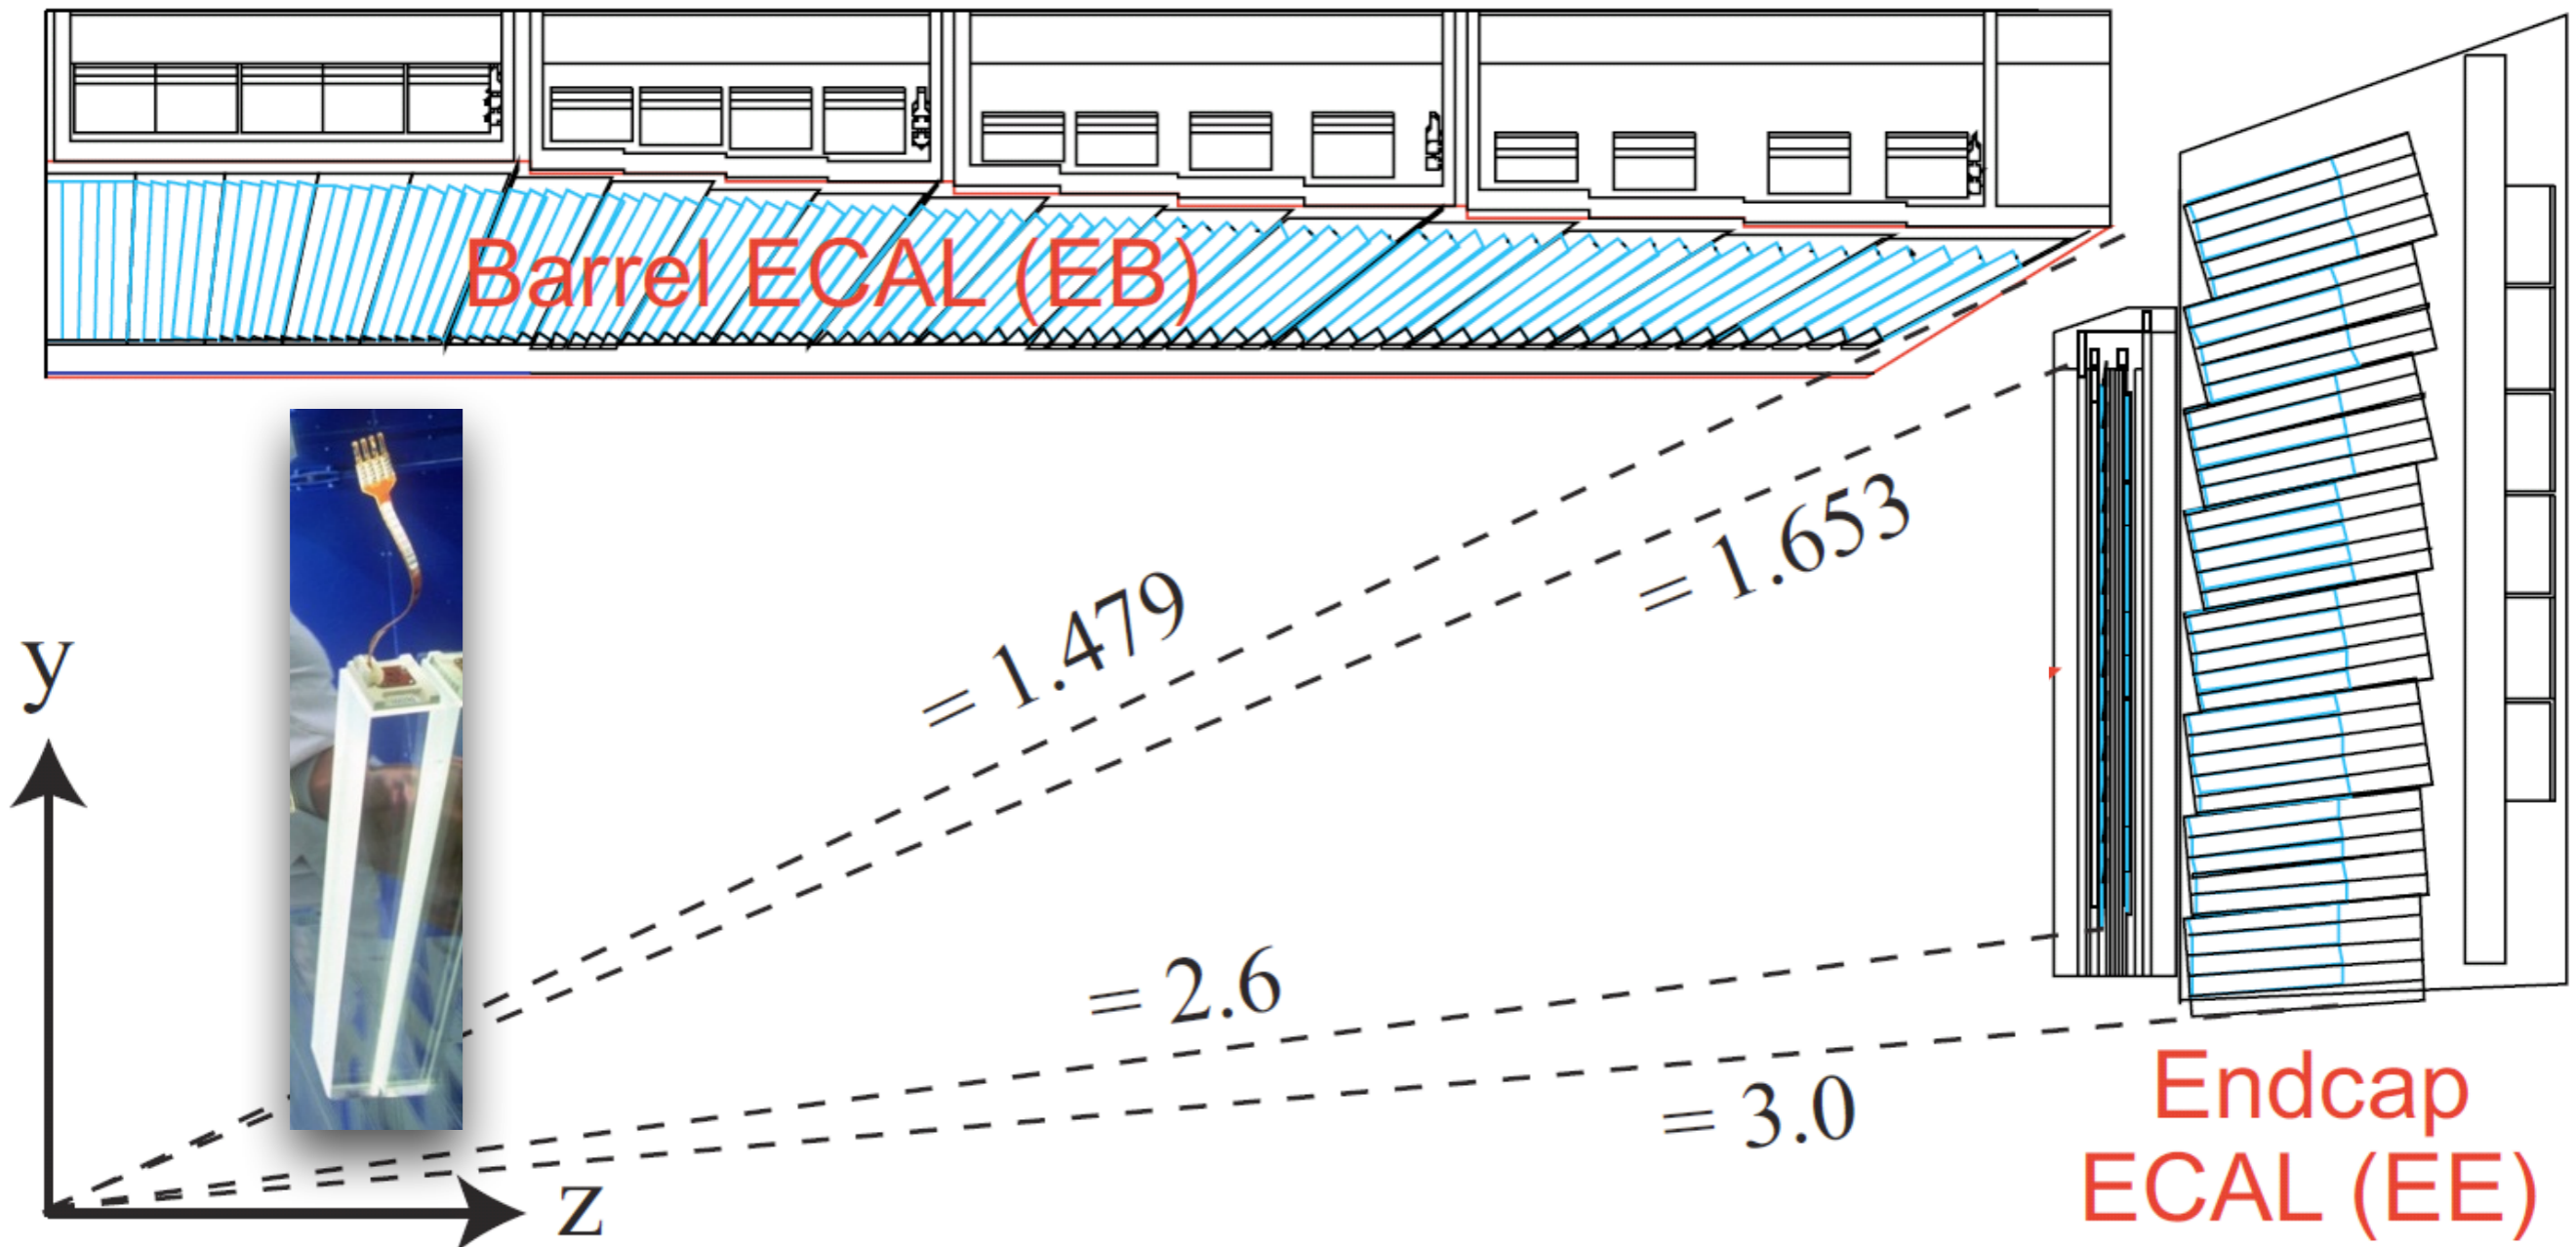 Barrel ECAL (EB)
= 1.653
= 1.479
y
= 2.6
= 3.0
z
Endcap
ECAL (EE)